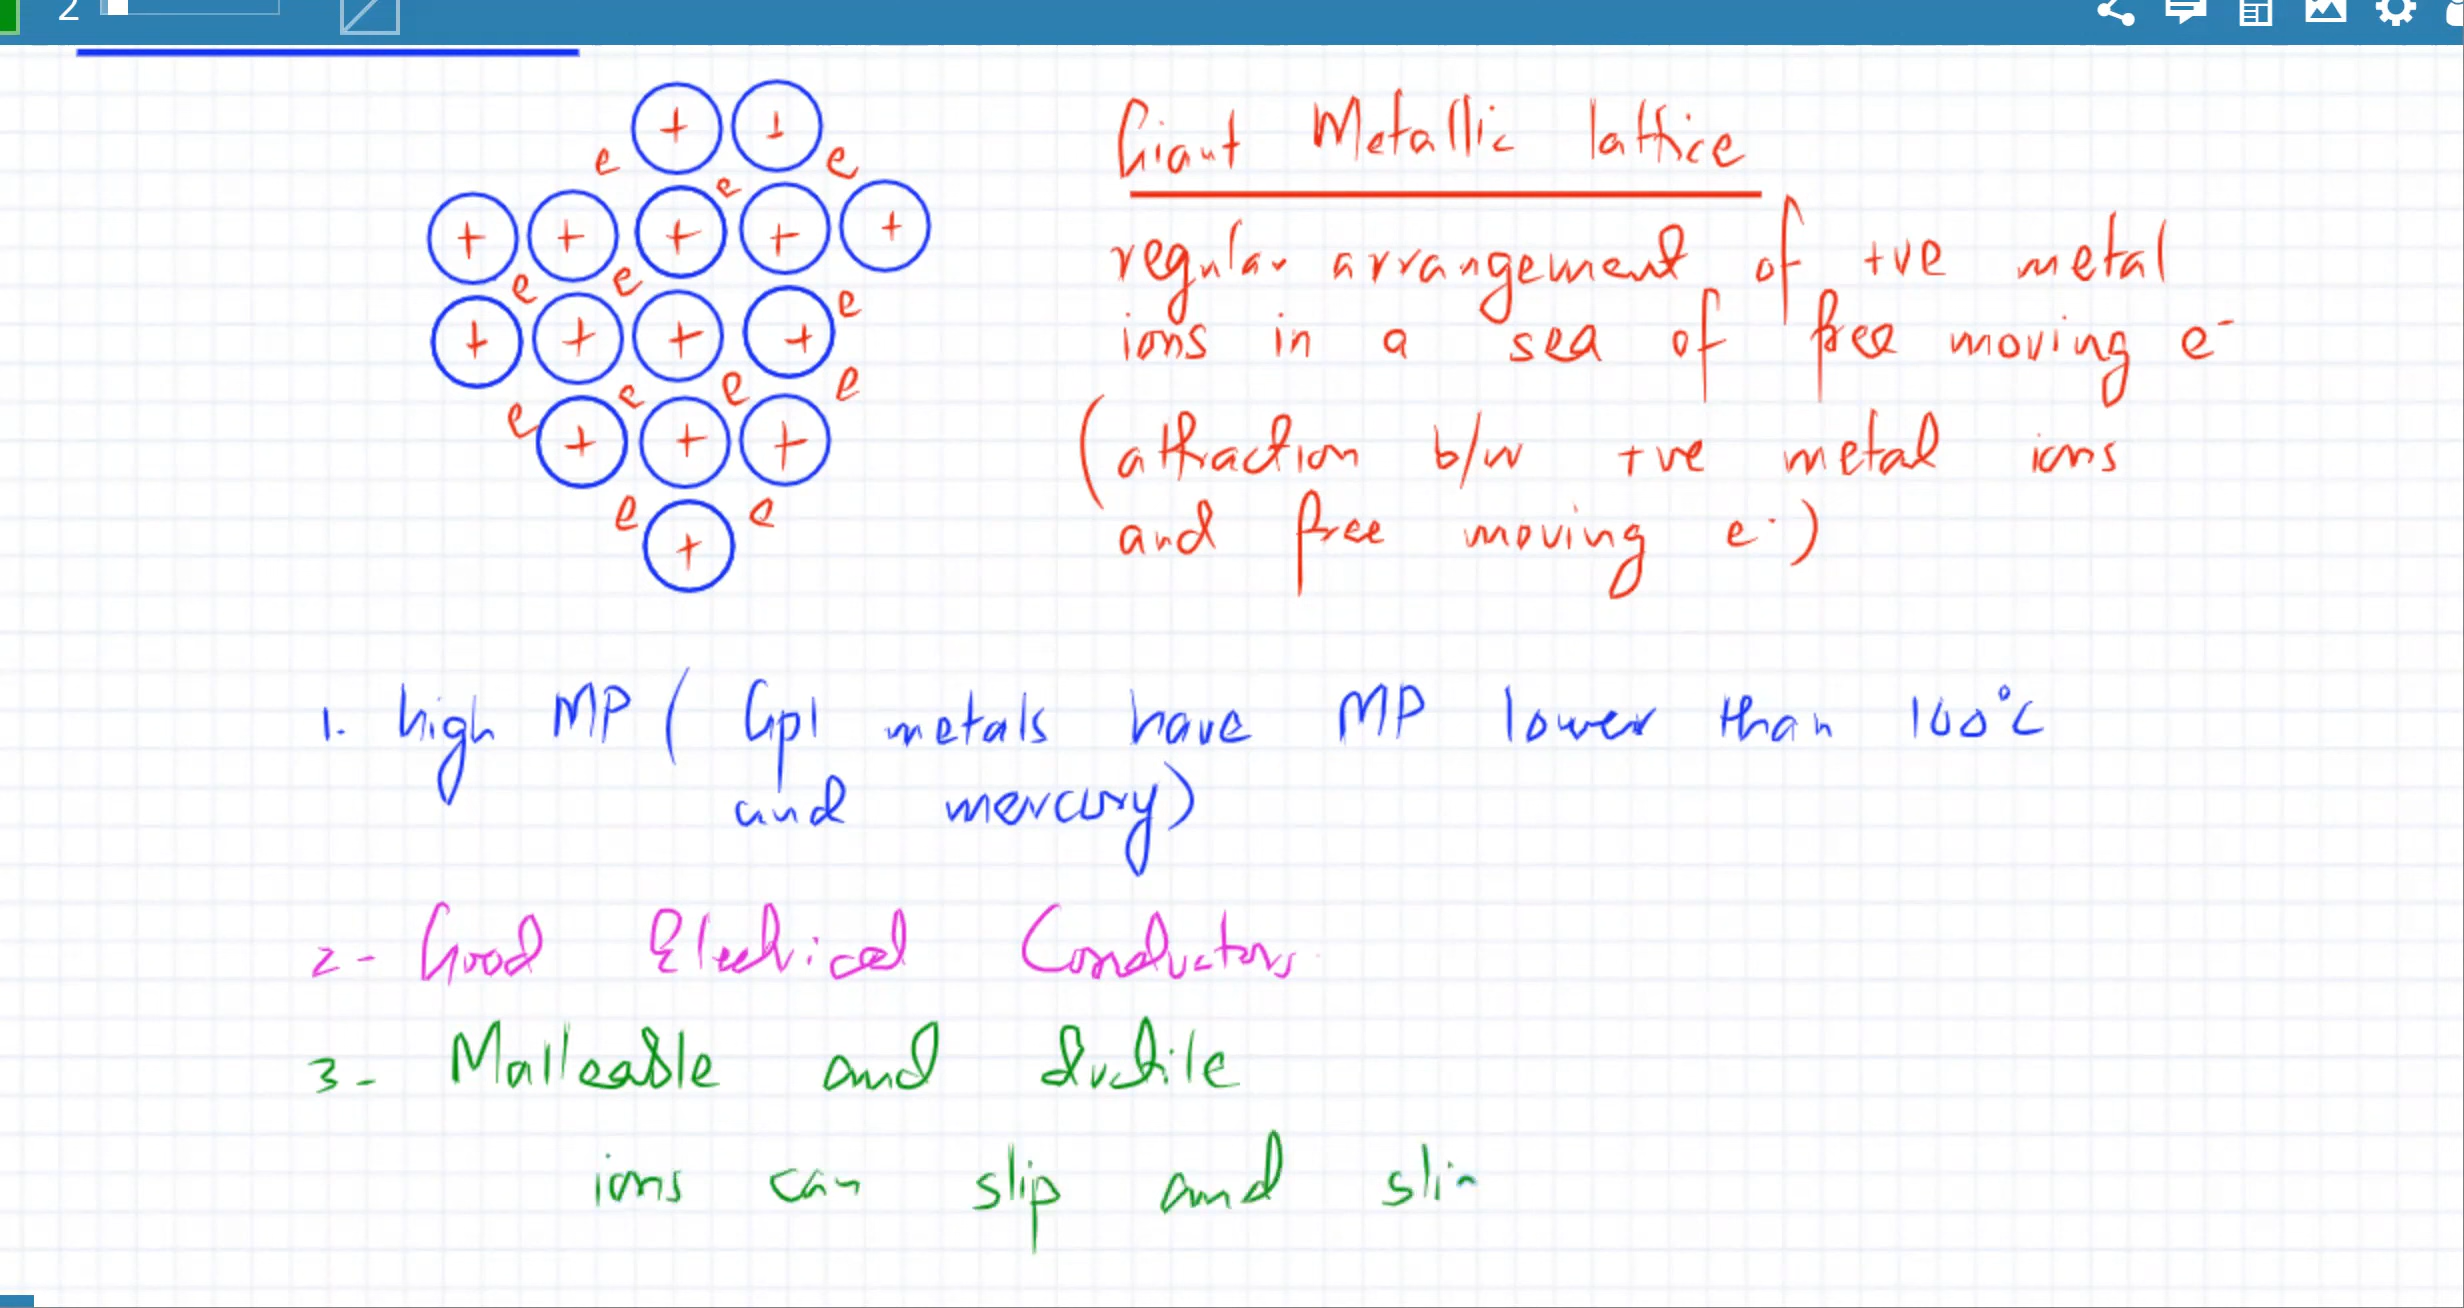 2
+ +
e e
e
+ + + + +
e e e
+ + + +
e e e e
+ + +
e e
+
Giant Metallic lattice
regular arrangement of +ve metal
ions in a sea of free moving e-
(attraction b/w +ve metal ions
and free moving e-)
1. high MP ( Gp1 metals have MP lower than 100°C
and mercury)
2- Good Electrical Conductors
3- Malleable and ductile
ions can slip and sli